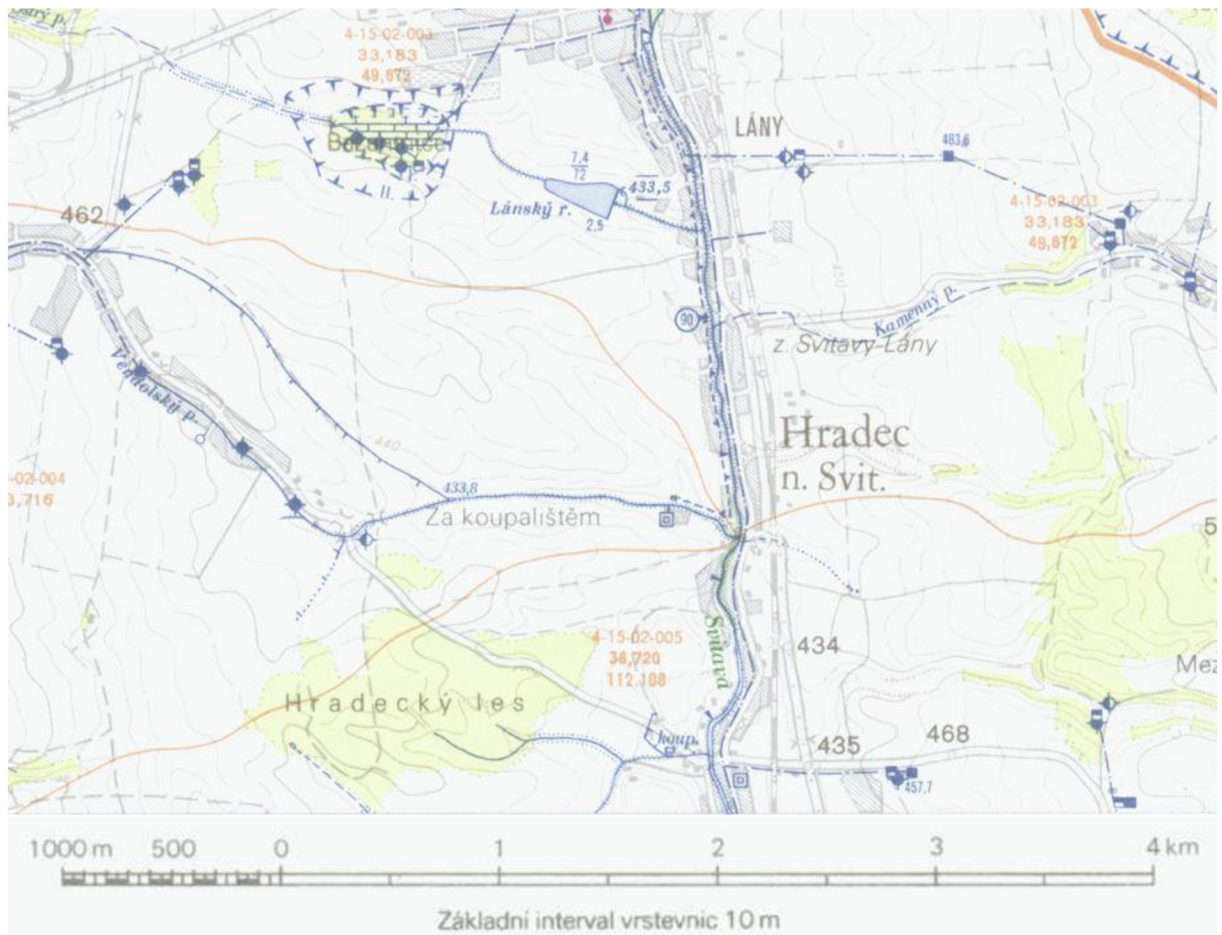 4-15-02-003
33,183
49,672
LÁNY
483,6
7,4
72
II.
433,5
Lánský r.
2,5
4-15-02-003
33,183
49,672
462
450
Kamenný p.
90
z. Svitavy-Lány
Vendolský p.
Hradec
n. Svit.
440
-02-004
3,716
433,8
Za koupalištěm
5
4-15-02-005
38,720
112,108
Svitava
434
Mez
Hradecký les
koup.
435
468
457,7
1000 m 500 0 1 2 3 4 km
Základní interval vrstevnic 10 m